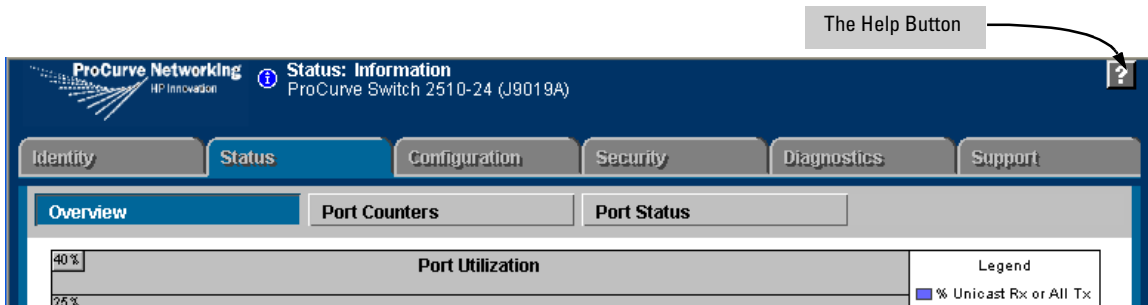 The Help Button
ProCurve Networking
HP Innovation
Status: Information
ProCurve Switch 2510-24 (J9019A)
?
Identity
Status
Configuration
Security
Diagnostics
Support
Overview
Port Counters
Port Status
40 %
Port Utilization
Legend
% Unicast Rx or All Tx
25 %